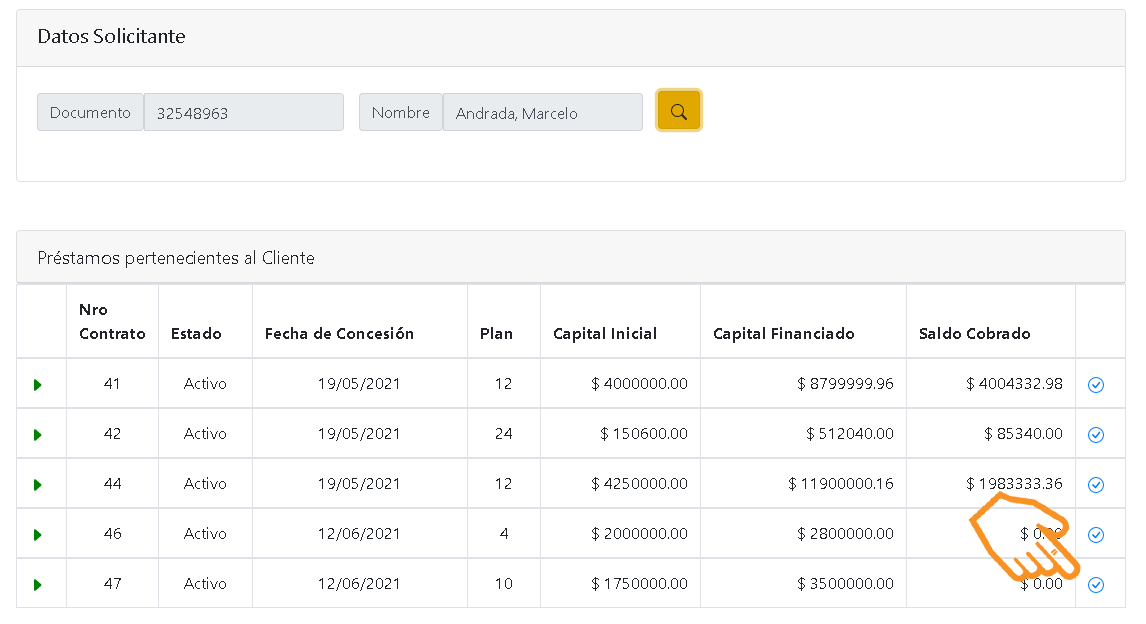 Datos Solicitante
Documento 32548963 Nombre Andrada, Marcelo
Préstamos pertenecientes al Cliente
Nro Contrato Estado Fecha de Concesión Plan Capital Inicial Capital Financiado Saldo Cobrado
41 Activo 19/05/2021 12 $ 4000000.00 $ 8799999.96 $ 4004332.98
42 Activo 19/05/2021 24 $ 150600.00 $ 512040.00 $ 85340.00
44 Activo 19/05/2021 12 $ 4250000.00 $ 11900000.16 $ 1983333.36
46 Activo 12/06/2021 4 $ 2000000.00 $ 2800000.00 $ 0.00
47 Activo 12/06/2021 10 $ 1750000.00 $ 3500000.00 $ 0.00